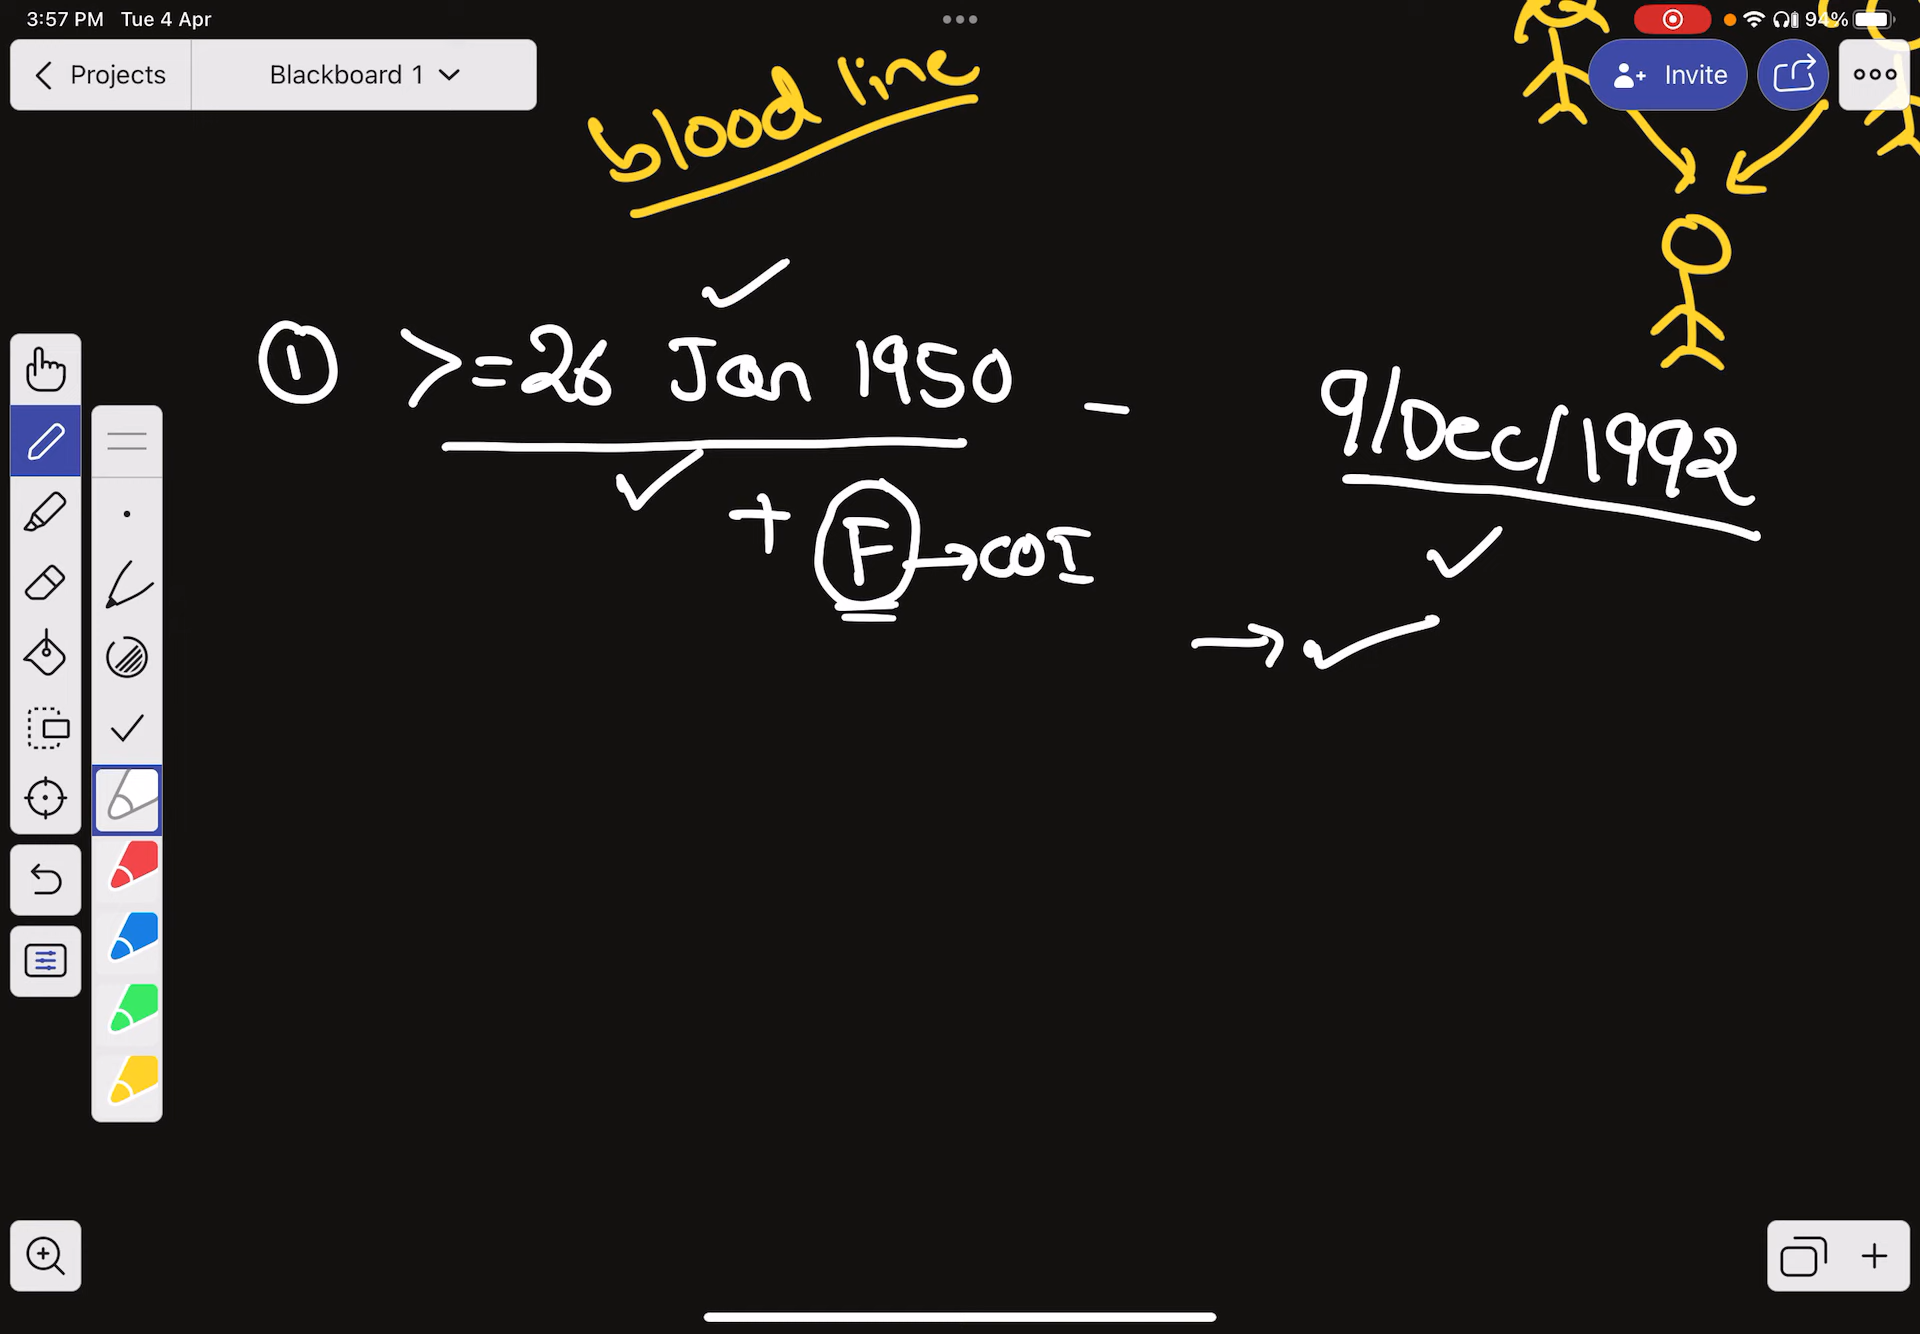 3:57 PM Tue 4 Apr
94%
Projects
Blackboard 1
Invite
blood line
① >=26 Jan 1950 - 9/Dec/1992
+ F → COI
→